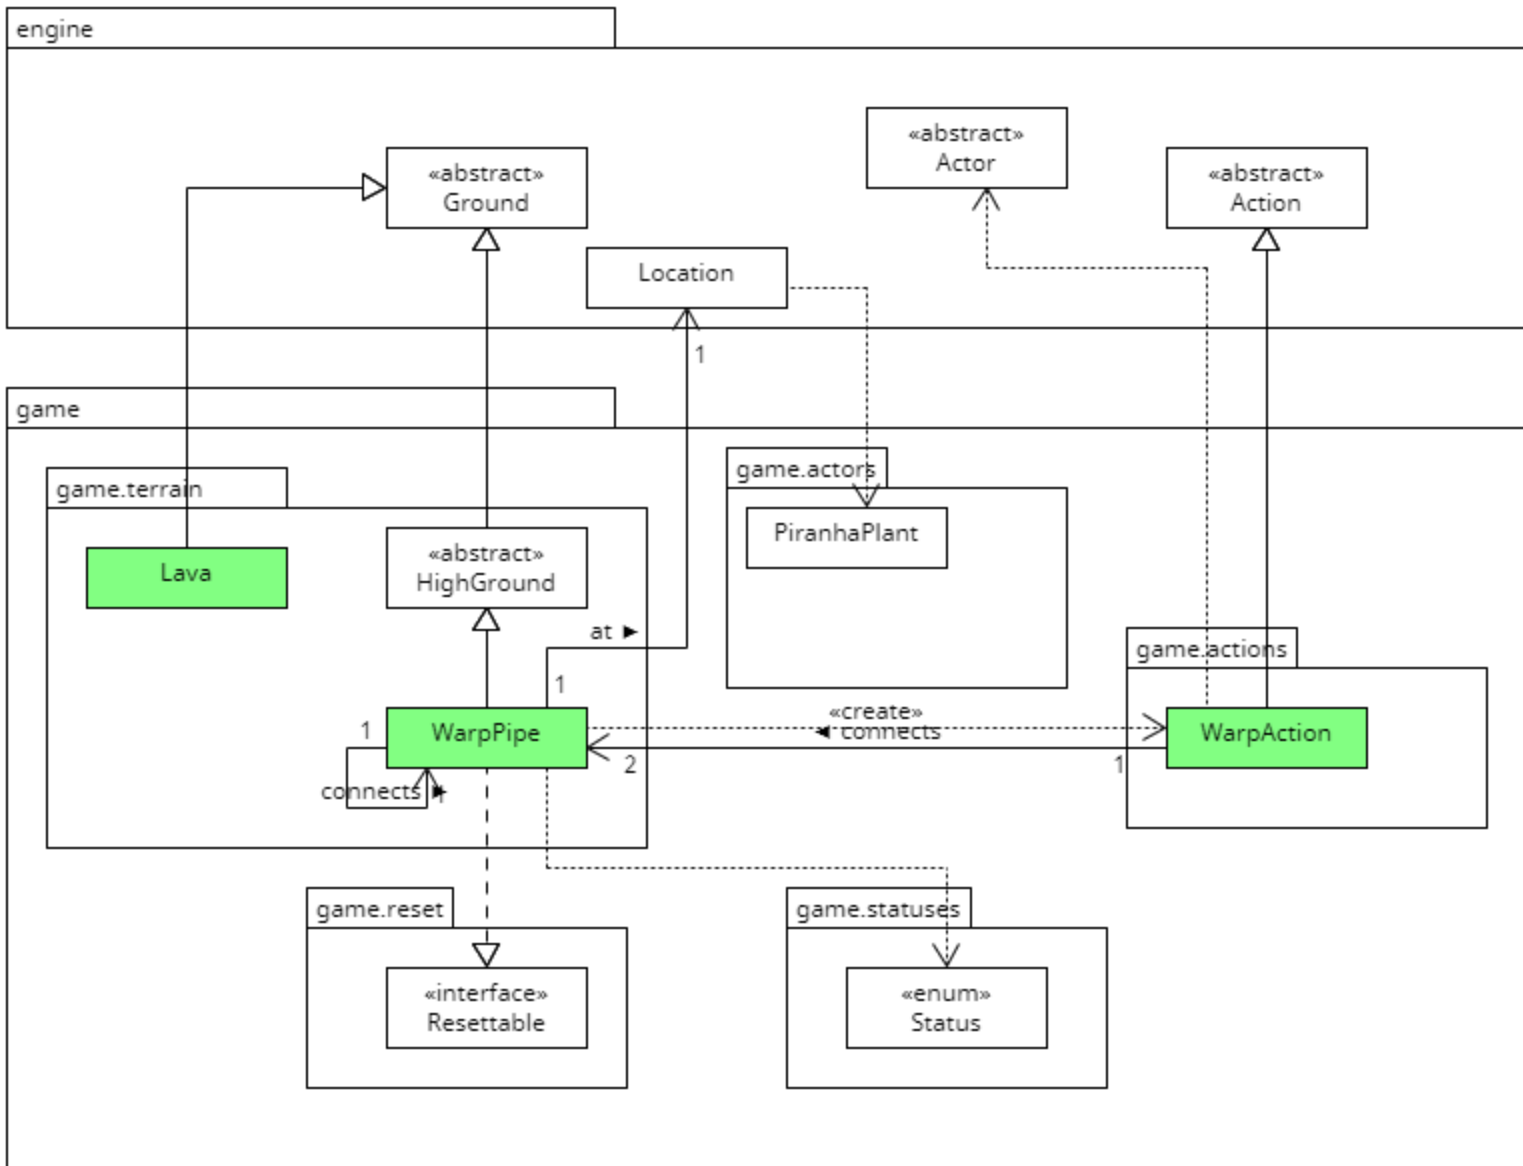 engine
«abstract»
Actor
«abstract»
Ground
«abstract»
Action
Location
1
game
game.actors
game.terrain
PiranhaPlant
«abstract»
HighGround
Lava
at ►
game.actions
1
«create»
1
WarpPipe
◄ connects
WarpAction
2
1
connects ►
1
game.reset
game.statuses
«interface»
Resettable
«enum»
Status